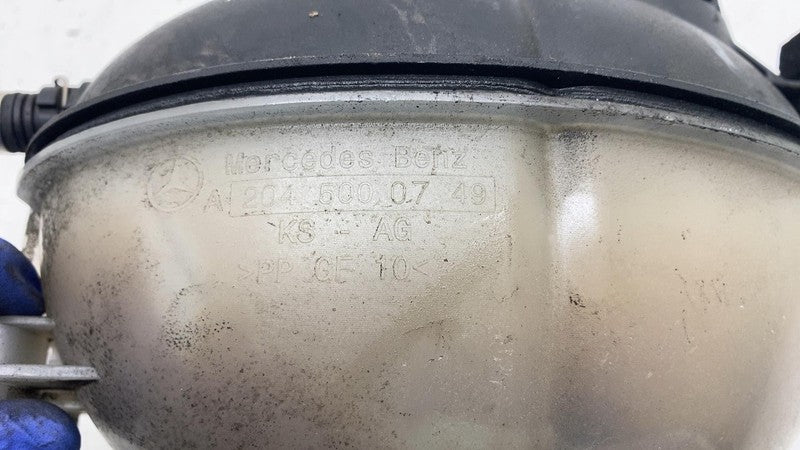 Mercedes Benz
A 204 500 07 49
KS - AG
>PP GF 10<